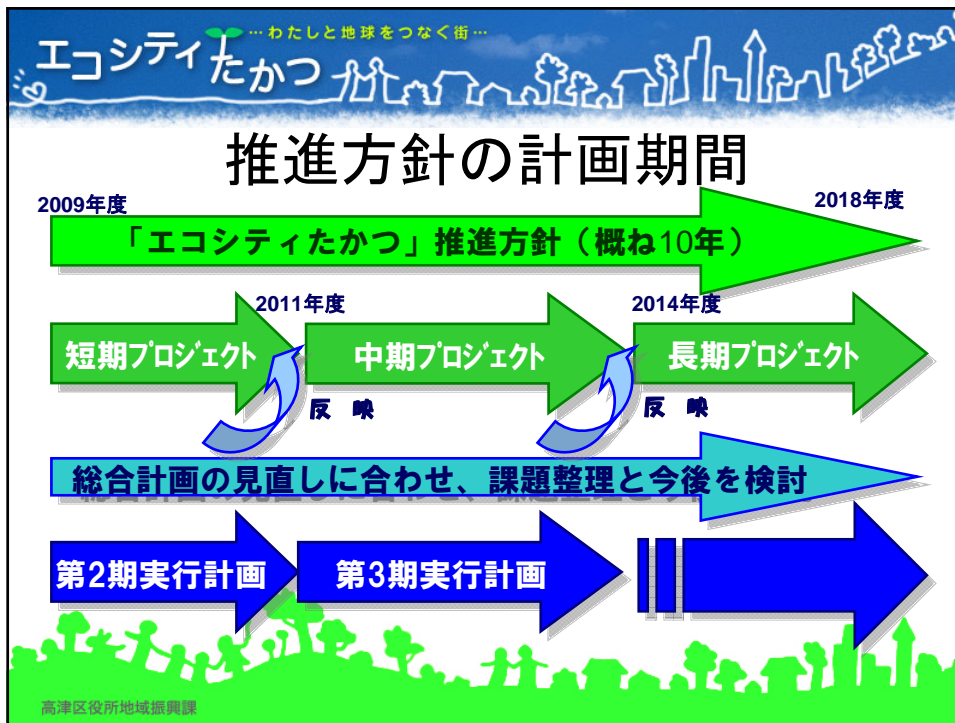 …わたしと地球をつなぐ街…
エコシティたかつ
推進方針の計画期間
2009年度
2018年度
「エコシティたかつ」推進方針（概ね10年）
2011年度
2014年度
短期プロジェクト
中期プロジェクト
長期プロジェクト
反 映
反 映
総合計画の見直しに合わせ、課題整理と今後を検討
第2期実行計画
第3期実行計画
高津区役所地域振興課